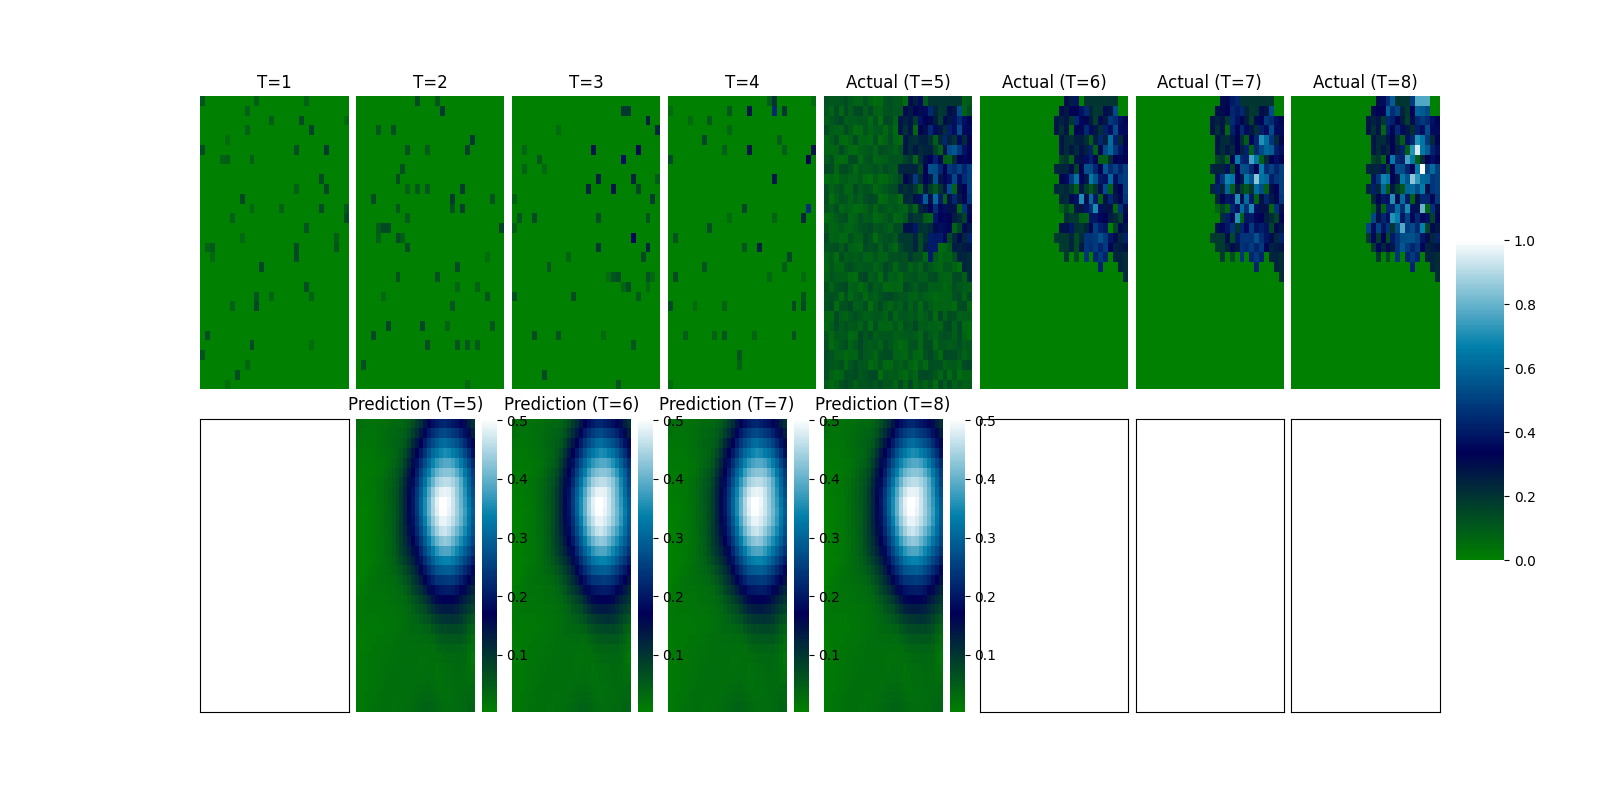 T=1
T=2
T=3
T=4
Actual (T=5)
Actual (T=6)
Actual (T=7)
Actual (T=8)
1.0
0.8
0.6
0.4
0.2
0.0
Prediction (T=5)
Prediction (T=6)
Prediction (T=7)
Prediction (T=8)
0.5
0.4
0.3
0.2
0.1
0.5
0.4
0.3
0.2
0.1
0.5
0.4
0.3
0.2
0.1
0.5
0.4
0.3
0.2
0.1